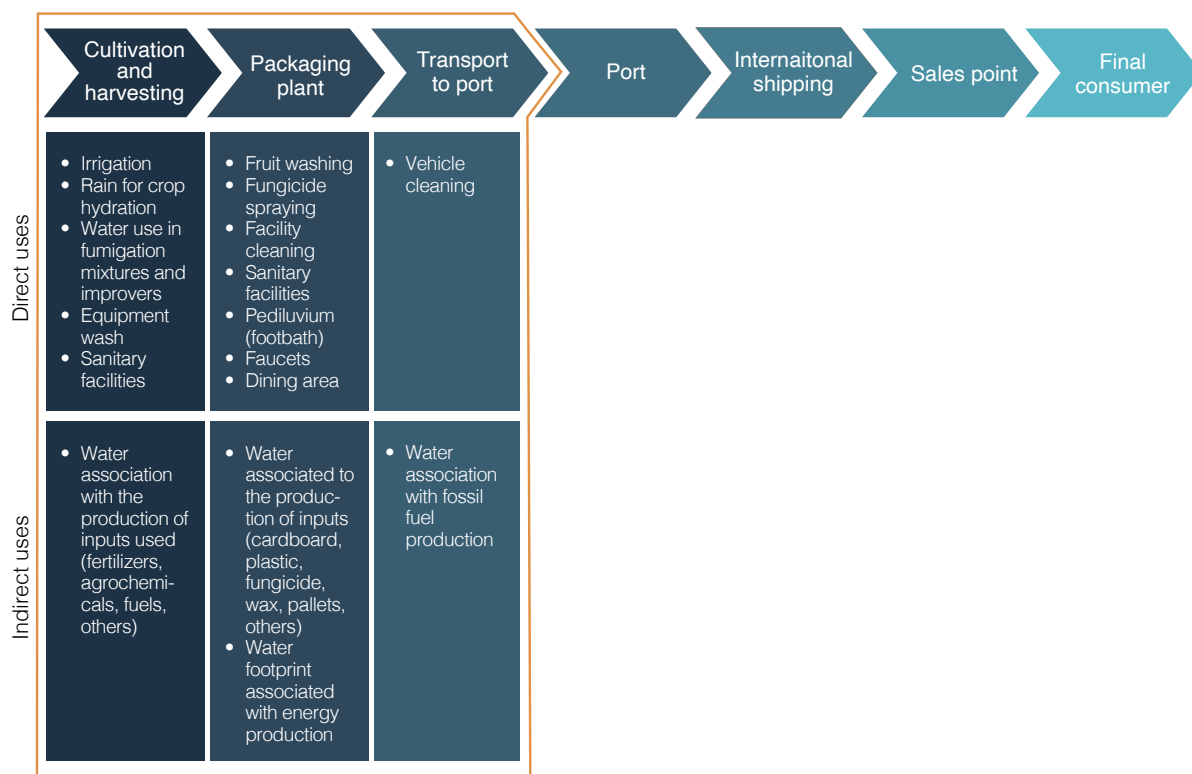 Cultivation
and
harvesting
Packaging
plant
Transport
to port
Port
Internaitonal
shipping
Sales point
Final
consumer
Direct uses
• Irrigation
• Rain for crop
hydration
• Water use in
fumigation
mixtures and
improvers
• Equipment
wash
• Sanitary
facilities
• Fruit washing
• Fungicide
spraying
• Facility
cleaning
• Sanitary
facilities
• Pediluvium
(footbath)
• Faucets
• Dining area
• Vehicle
cleaning
Indirect uses
• Water
association
with the
production of
inputs used
(fertilizers,
agrochemi-
cals, fuels,
others)
• Water
associated to
the produc-
tion of inputs
(cardboard,
plastic,
fungicide,
wax, pallets,
others)
• Water
footprint
associated
with energy
production
• Water
association
with fossil
fuel
production